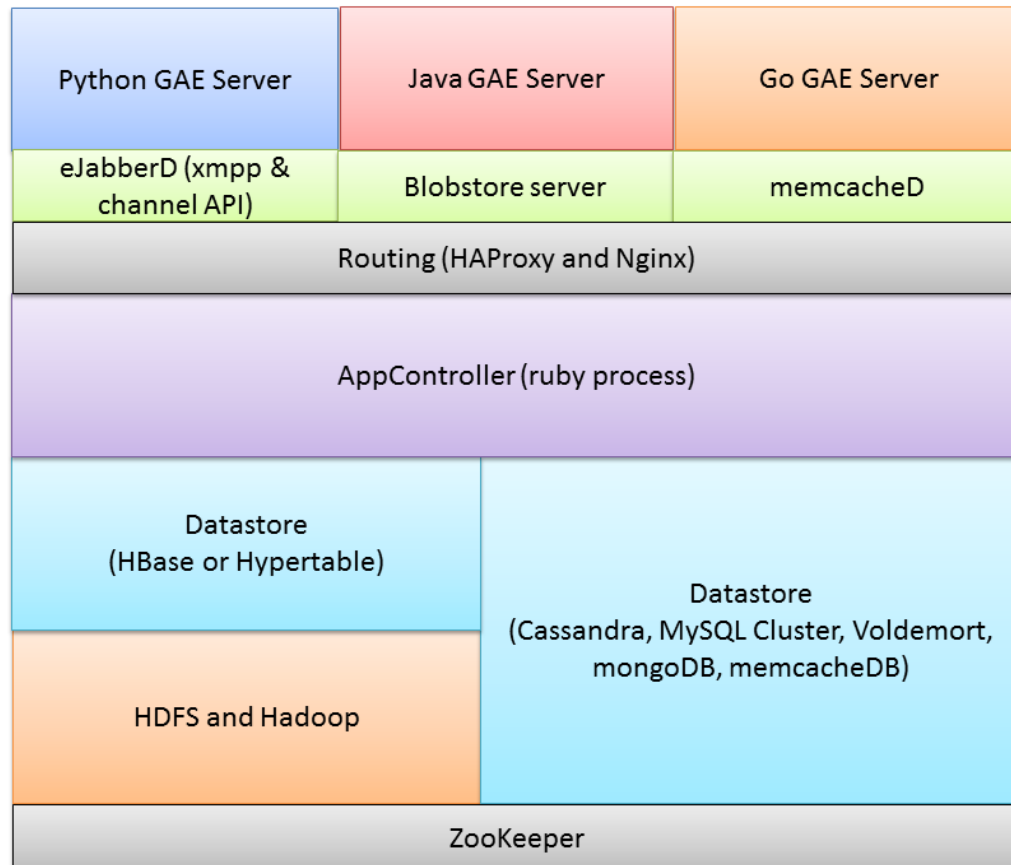 Python GAE Server
Java GAE Server
Go GAE Server
eJabberD (xmpp &
channel API)
Blobstore server
memcacheD
Routing (HAProxy and Nginx)
AppController (ruby process)
Datastore
(HBase or Hypertable)
Datastore
(Cassandra, MySQL Cluster, Voldemort,
mongoDB, memcacheDB)
HDFS and Hadoop
ZooKeeper